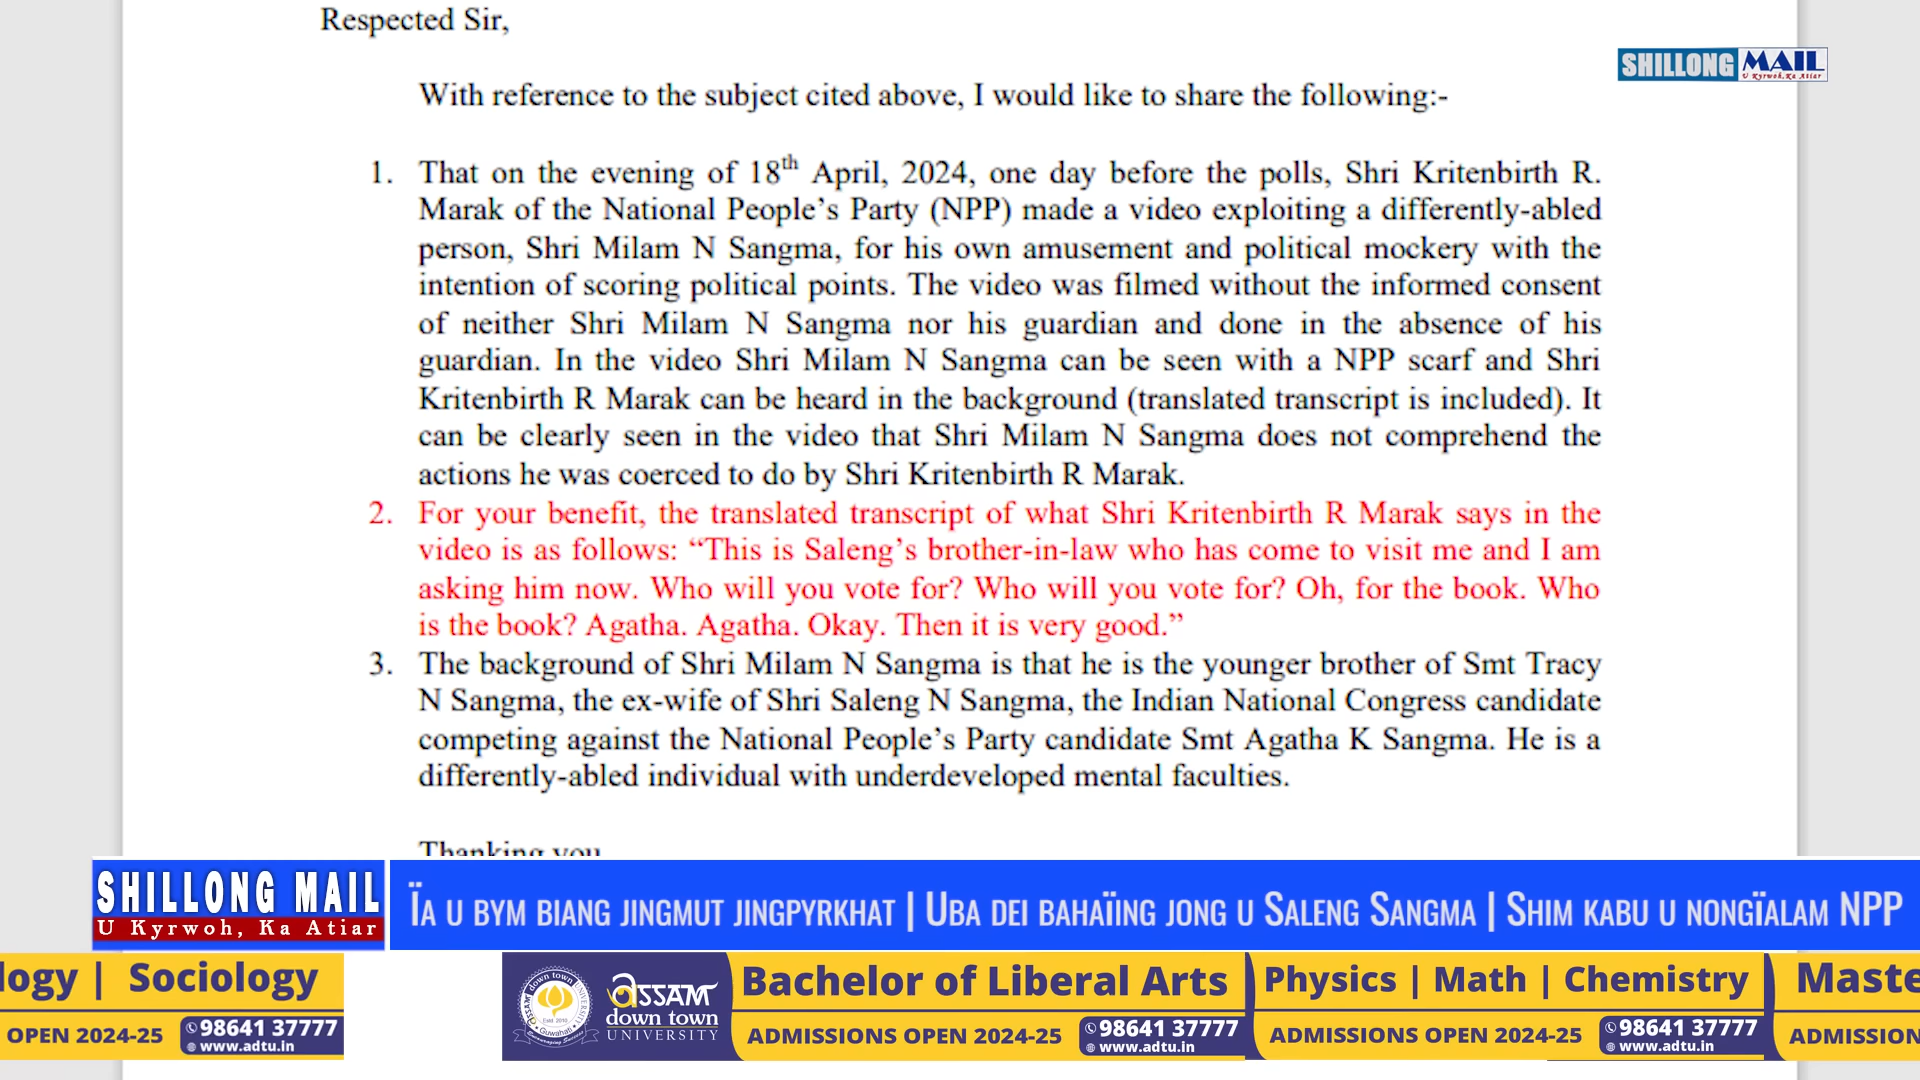 Respected Sir,
SHILLONG MAIL
U Kyrwoh, Ka Atiar
With reference to the subject cited above, I would like to share the following:-
1. That on the evening of 18th April, 2024, one day before the polls, Shri Kritenbirth R.
Marak of the National People’s Party (NPP) made a video exploiting a differently-abled
person, Shri Milam N Sangma, for his own amusement and political mockery with the
intention of scoring political points. The video was filmed without the informed consent
of neither Shri Milam N Sangma nor his guardian and done in the absence of his
guardian. In the video Shri Milam N Sangma can be seen with a NPP scarf and Shri
Kritenbirth R Marak can be heard in the background (translated transcript is included). It
can be clearly seen in the video that Shri Milam N Sangma does not comprehend the
actions he was coerced to do by Shri Kritenbirth R Marak.
2. For your benefit, the translated transcript of what Shri Kritenbirth R Marak says in the
video is as follows: “This is Saleng’s brother-in-law who has come to visit me and I am
asking him now. Who will you vote for? Who will you vote for? Oh, for the book. Who
is the book? Agatha. Agatha. Okay. Then it is very good.”
3. The background of Shri Milam N Sangma is that he is the younger brother of Smt Tracy
N Sangma, the ex-wife of Shri Saleng N Sangma, the Indian National Congress candidate
competing against the National People’s Party candidate Smt Agatha K Sangma. He is a
differently-abled individual with underdeveloped mental faculties.
Thanking you
SHILLONG MAIL
U Kyrwoh, Ka Atiar
Ïa u bym biang jingmut jingpyrkhat | Uba dei bahaïing jong u Saleng Sangma | Shim kabu u nongïalam NPP
logy | Sociology
OPEN 2024-25
98641 37777
www.adtu.in
assam
down town
UNIVERSITY
Bachelor of Liberal Arts
ADMISSIONS OPEN 2024-25
98641 37777
www.adtu.in
Physics | Math | Chemistry
ADMISSIONS OPEN 2024-25
98641 37777
www.adtu.in
Maste
ADMISSION